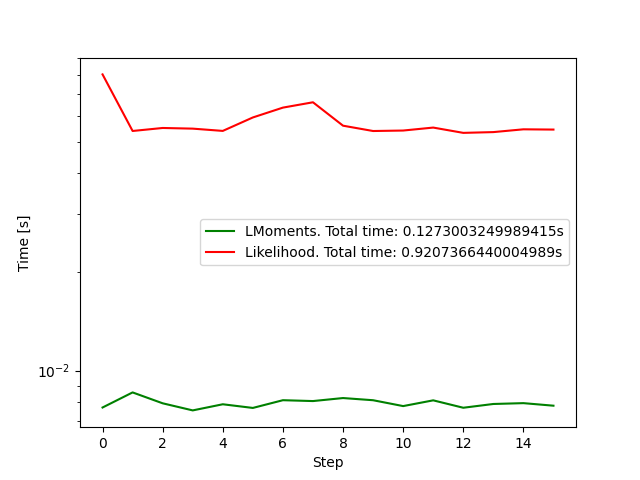 Time [s]
10^-2
LMoments. Total time: 0.1273003249989415s
Likelihood. Total time: 0.9207366440004989s
0 2 4 6 8 10 12 14
Step